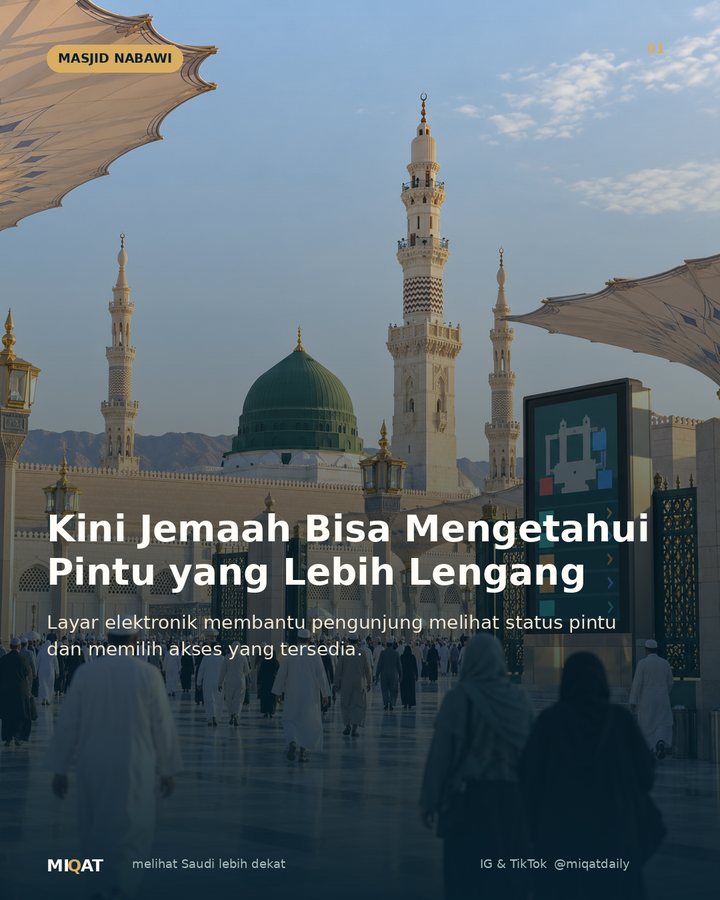 MASJID NABAWI
01
Kini Jemaah Bisa Mengetahui
Pintu yang Lebih Lengang
Layar elektronik membantu pengunjung melihat status pintu
dan memilih akses yang tersedia.
MIQAT melihat Saudi lebih dekat IG & TikTok @miqatdaily